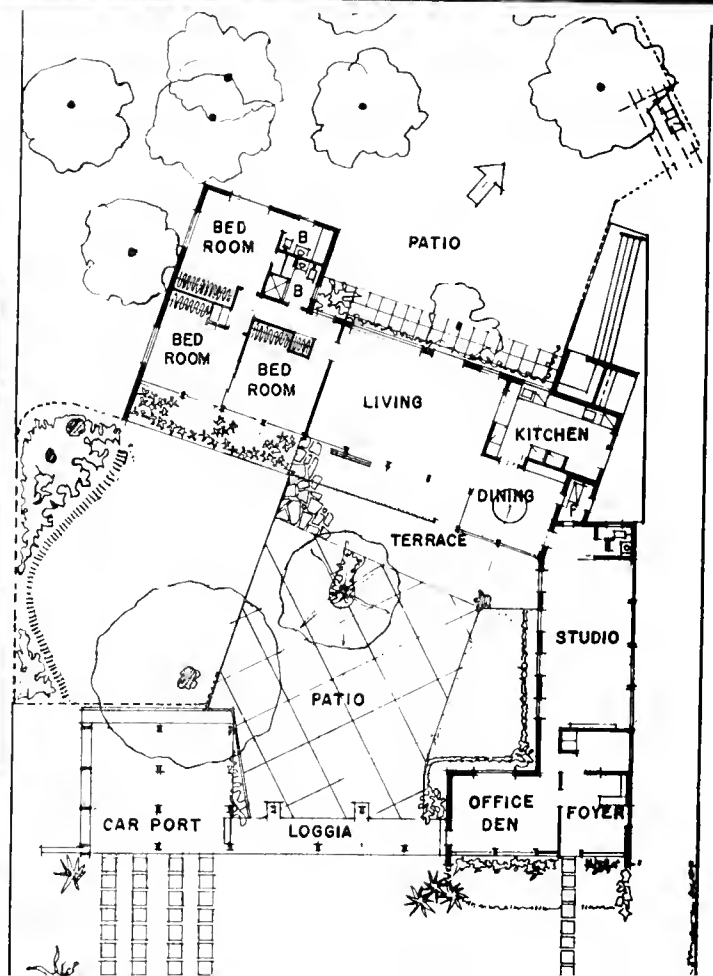 BED
ROOM
B
B
PATIO
BED
ROOM
BED
ROOM
LIVING
KITCHEN
DINING
TERRACE
STUDIO
PATIO
CAR PORT
LOGGIA
OFFICE
DEN
FOYER